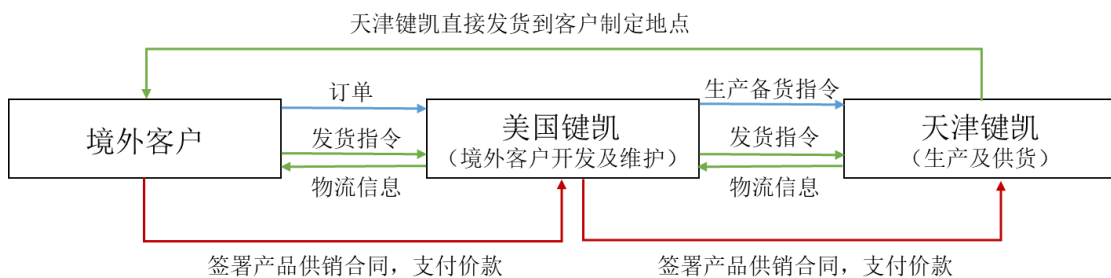 天津键凯直接发货到客户制定地点
订单
生产备货指令
境外客户
美国键凯
天津键凯
发货指令
（境外客户开发及维护）
发货指令
（生产及供货）
物流信息
物流信息
签署产品供销合同，支付价款
签署产品供销合同，支付价款